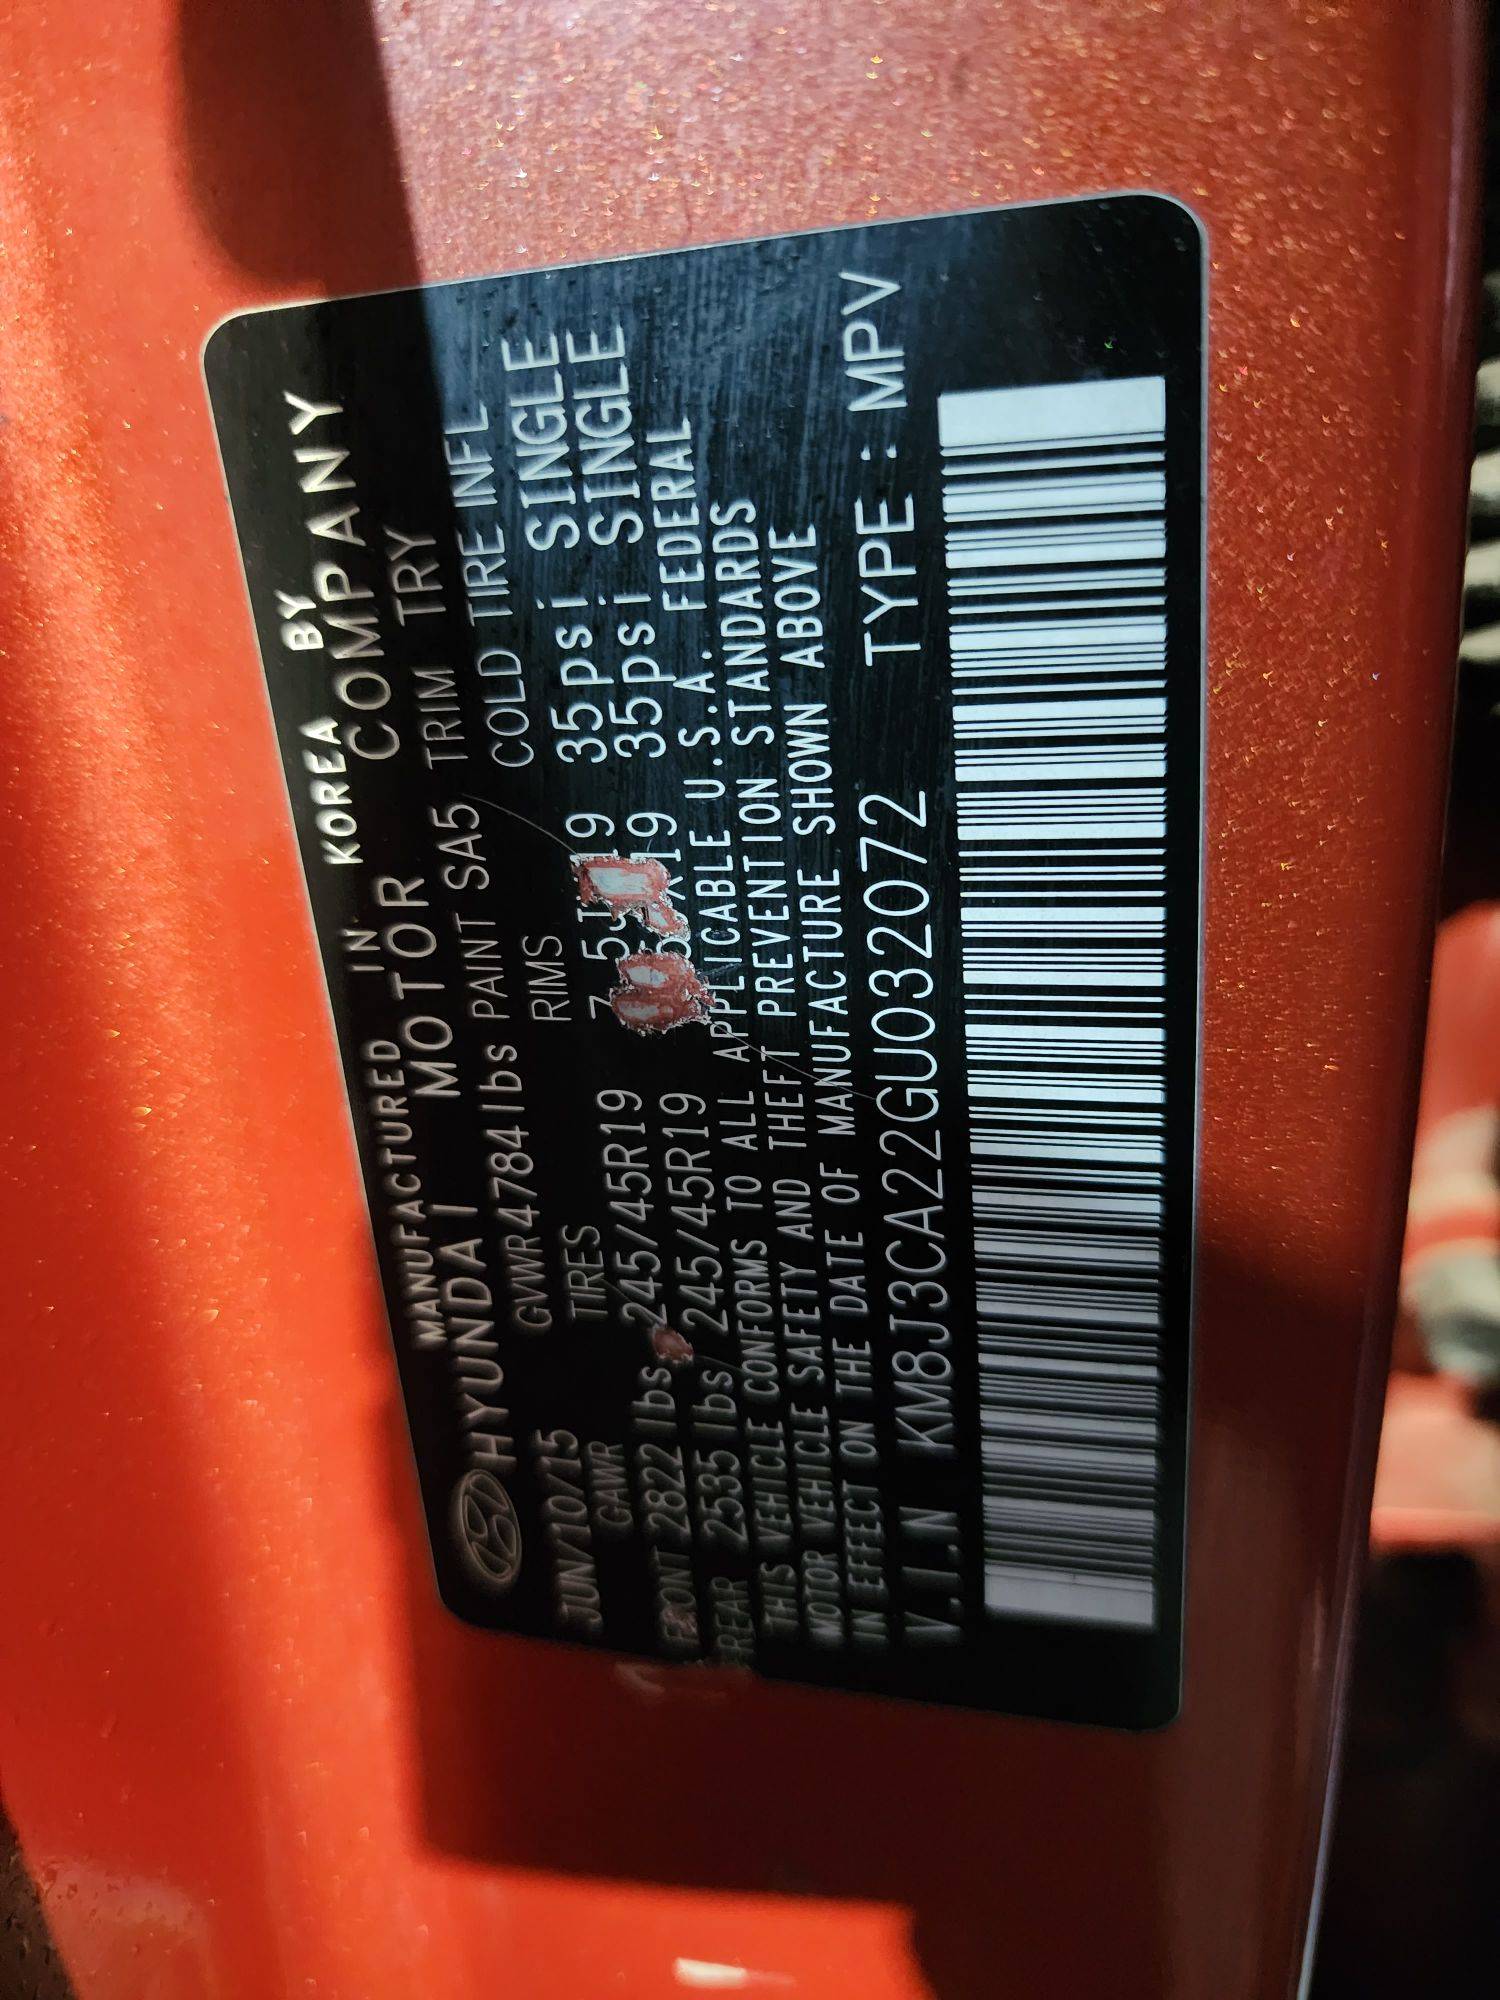 MANUFACTURED IN KOREA BY
HYUNDAI MOTOR COMPANY
JUN/10/15 GVWR4784lbs PAINT SA5 TRIM TRY
GAWR TIRES RIMS COLD TIRE INFL
FRONT 2822 lbs 245/45R19 35psi SINGLE
REAR 2535 lbs 245/45R19 35psi SINGLE
THIS VEHICLE CONFORMS TO ALL APPLICABLE U.S.A. FEDERAL
MOTOR VEHICLE SAFETY AND THEFT PREVENTION STANDARDS
IN EFFECT ON THE DATE OF MANUFACTURE SHOWN ABOVE
V.I.N KM8J3CA22GU032072 TYPE : MPV